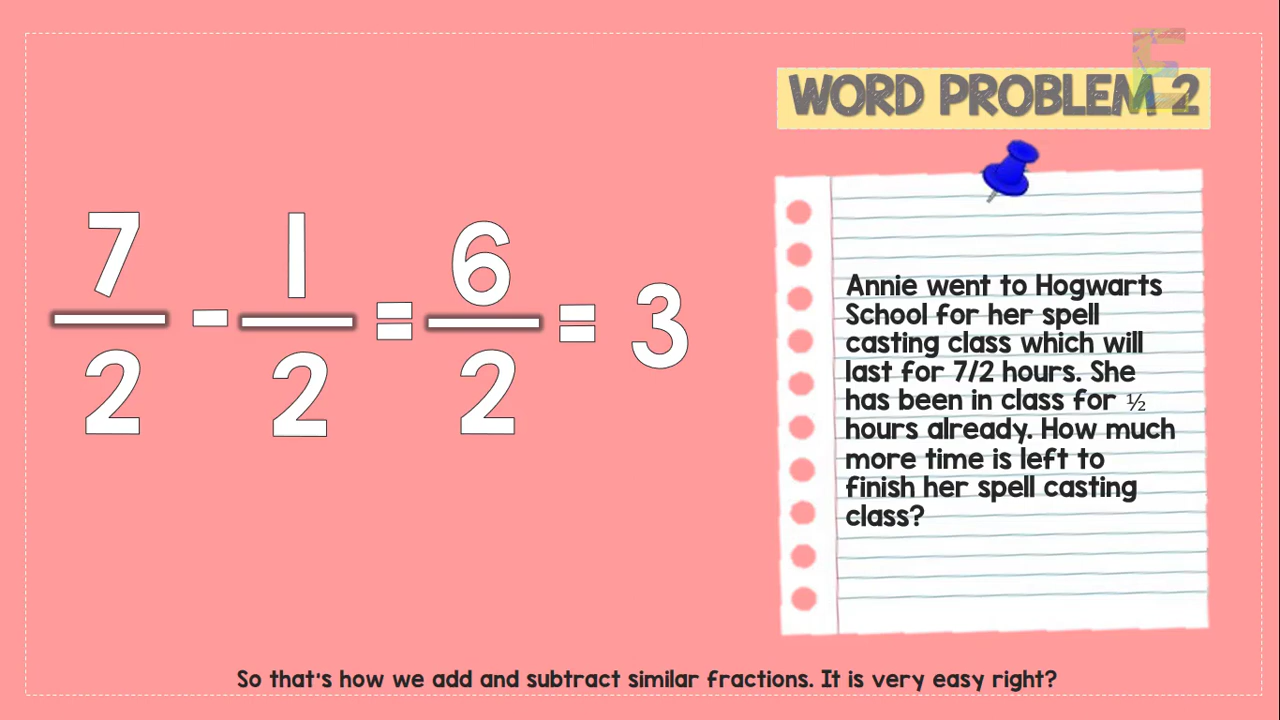 WORD PROBLEM 2
7/2 - 1/2 = 6/2 = 3
Annie went to Hogwarts
School for her spell
casting class which will
last for 7/2 hours. She
has been in class for ½
hours already. How much
more time is left to
finish her spell casting
class?
So that's how we add and subtract similar fractions. It is very easy right?